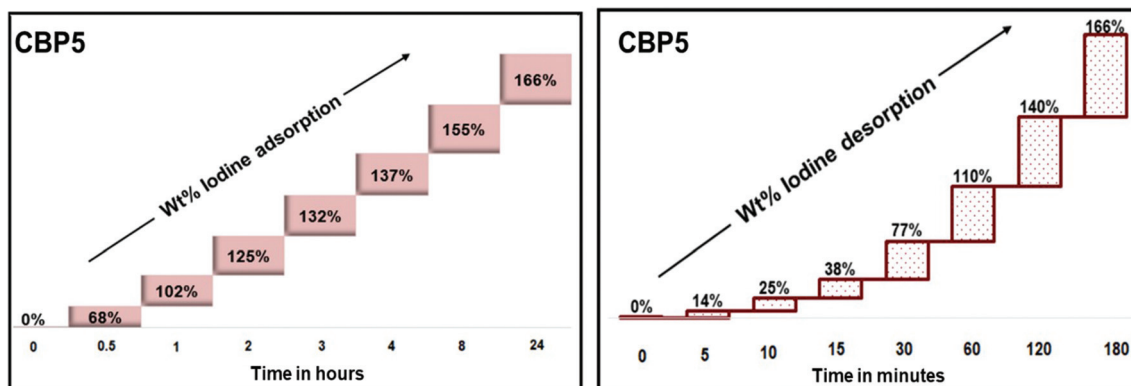 CBP5
166%
155%
137%
132%
125%
102%
68%
0%
Wt% Iodine adsorption
0 0.5 1 2 3 4 8 24
Time in hours
CBP5
166%
140%
110%
77%
38%
25%
14%
0%
Wt% Iodine desorption
0 5 10 15 30 60 120 180
Time in minutes